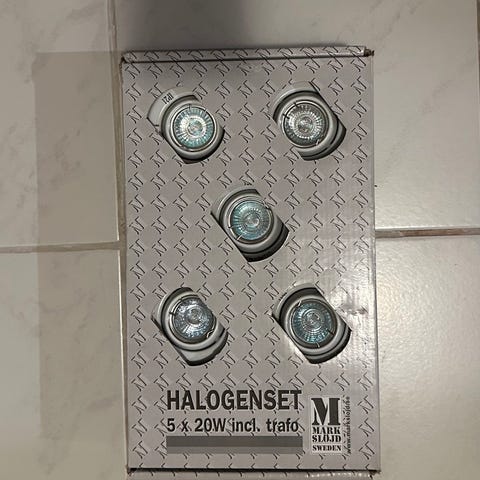 HALOGENSET
5 x 20W incl. trafo
M
MARK
SLÖJD
SWEDEN